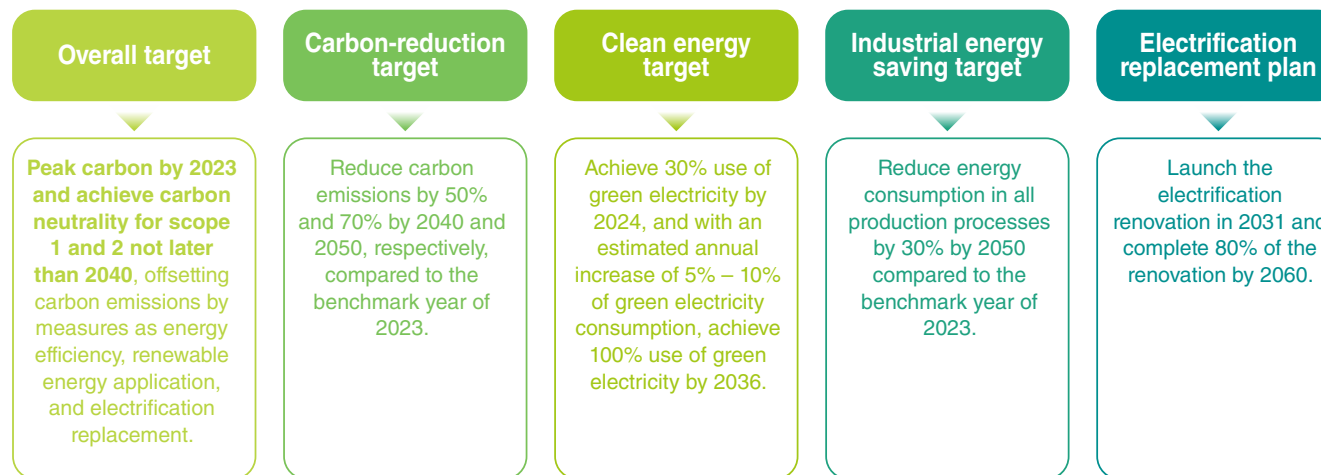 Overall target
Peak carbon by 2023
and achieve carbon
neutrality for scope
1 and 2 not later
than 2040, offsetting
carbon emissions by
measures as energy
efficiency, renewable
energy application,
and electrification
replacement.
Carbon-reduction
target
Reduce carbon
emissions by 50%
and 70% by 2040 and
2050, respectively,
compared to the
benchmark year of
2023.
Clean energy
target
Achieve 30% use of
green electricity by
2024, and with an
estimated annual
increase of 5% – 10%
of green electricity
consumption, achieve
100% use of green
electricity by 2036.
Industrial energy
saving target
Reduce energy
consumption in all
production processes
by 30% by 2050
compared to the
benchmark year of
2023.
Electrification
replacement plan
Launch the
electrification
renovation in 2031 and
complete 80% of the
renovation by 2060.